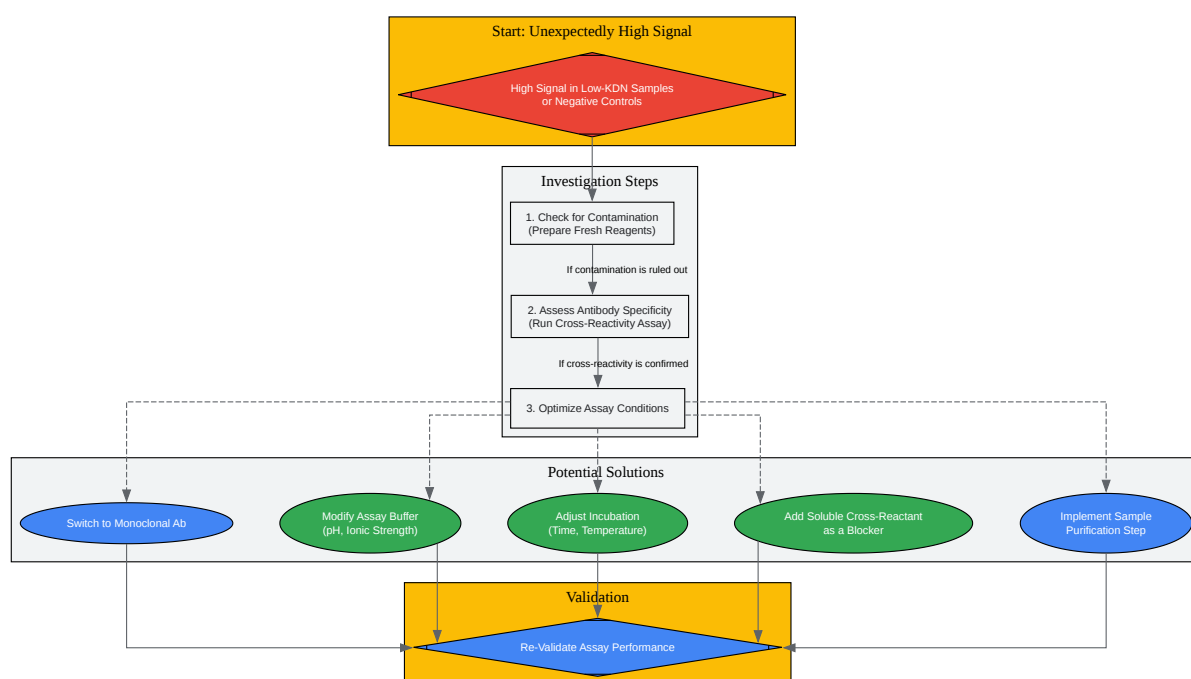 Start: Unexpectedly High Signal
High Signal in Low-KDN Samples
or Negative Controls
Investigation Steps
1. Check for Contamination
(Prepare Fresh Reagents)
If contamination is ruled out
2. Assess Antibody Specificity
(Run Cross-Reactivity Assay)
If cross-reactivity is confirmed
3. Optimize Assay Conditions
Potential Solutions
Switch to Monoclonal Ab
Modify Assay Buffer
(pH, Ionic Strength)
Adjust Incubation
(Time, Temperature)
Add Soluble Cross-Reactant
as a Blocker
Implement Sample
Purification Step
Validation
Re-Validate Assay Performance